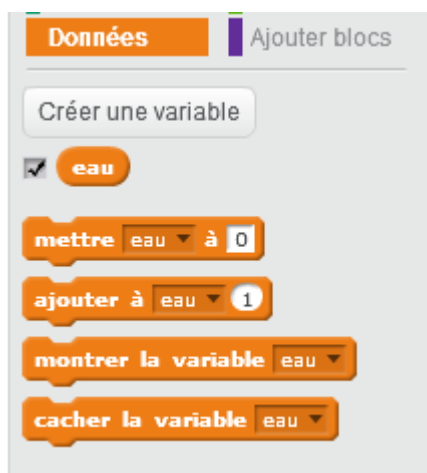 Données Ajouter blocs
Créer une variable
eau
mettre eau à 0
ajouter à eau 1
montrer la variable eau
cacher la variable eau